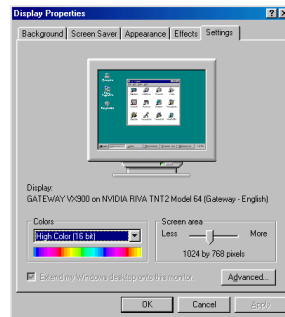 Display Properties
Background Screen Saver Appearance Effects Settings
Display:
GATEWAY VX900 on NVIDIA RIVA TNT2 Model 64 (Gateway - English)
Colors
High Color (16 bit)
Screen area
Less More
1024 by 768 pixels
Extend my Windows desktop onto this monitor.
Advanced...
OK Cancel Apply